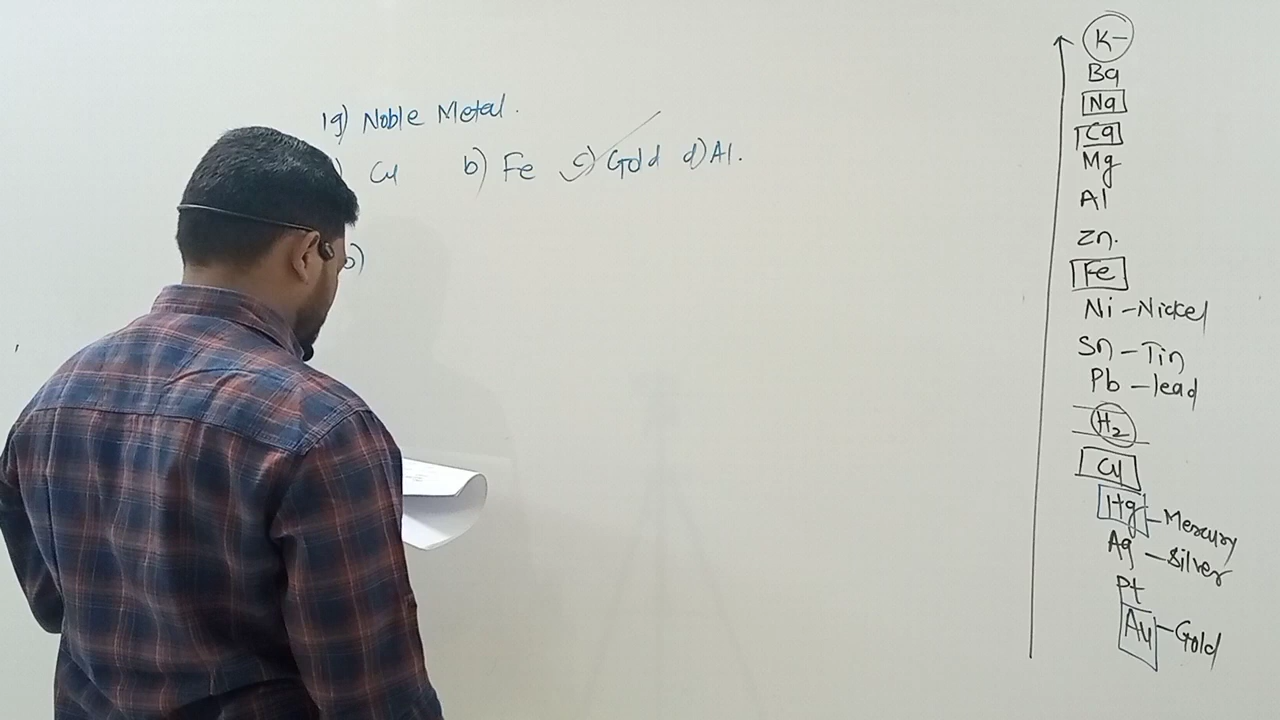 19) Noble Metal.
) Cu b) Fe c) Gold d) Al.
0)
K
Ba
Na
Ca
Mg
Al
Zn.
Fe
Ni - Nickel
Sn - Tin
Pb - lead
H2
Cu
Hg - Mercury
Ag - Silver
Pt
Au - Gold